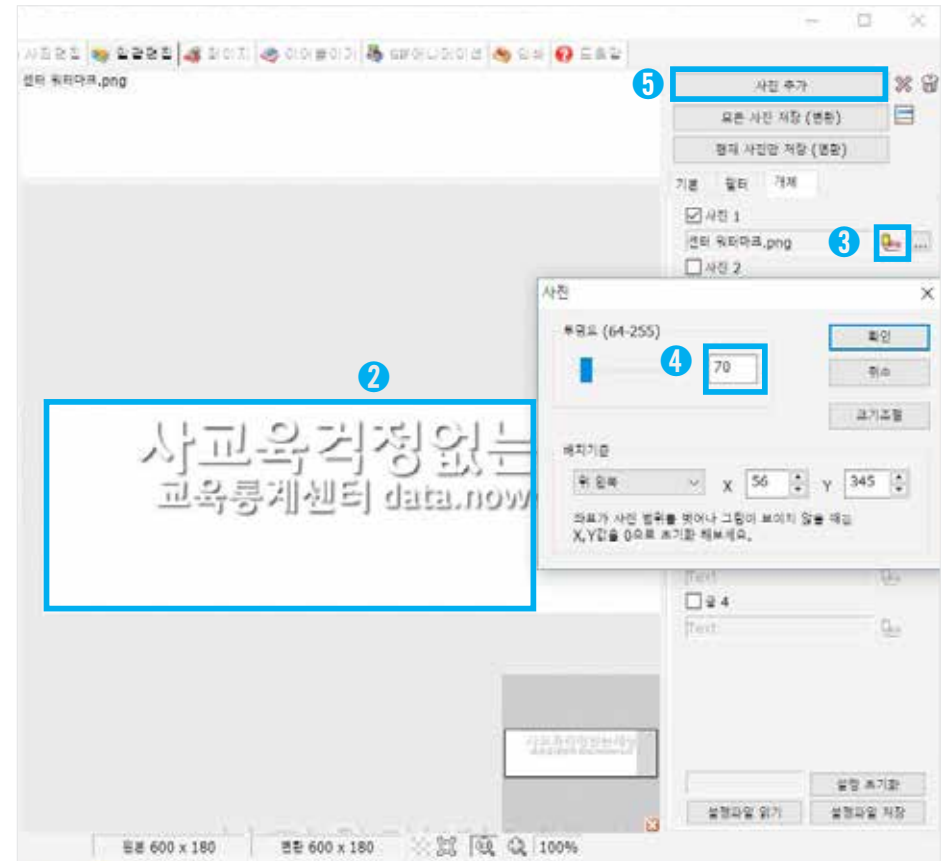 사진편집 일괄편집 페이지 이어붙이기 GIF애니메이션 인쇄 도움말
센터 워터마크.png
5 사진 추가
모든 사진 저장 (변환)
현재 사진만 저장 (변환)
기본 필터 개체
사진 1
센터 워터마크.png 3 ...
사진 2
사진
투명도 (64-255)
4 70
확인
취소
크기조절
배치기준
위 왼쪽 X 56 Y 345
좌표가 사진 범위를 벗어나 그림이 보이지 않을 때는
X,Y값을 0으로 초기화 해보세요.
2
사교육걱정없는
교육통계센터 data.now
Text
글 4
Text
설정 초기화
설정파일 읽기 설정파일 저장
원본 600 x 180 변환 600 x 180 100%